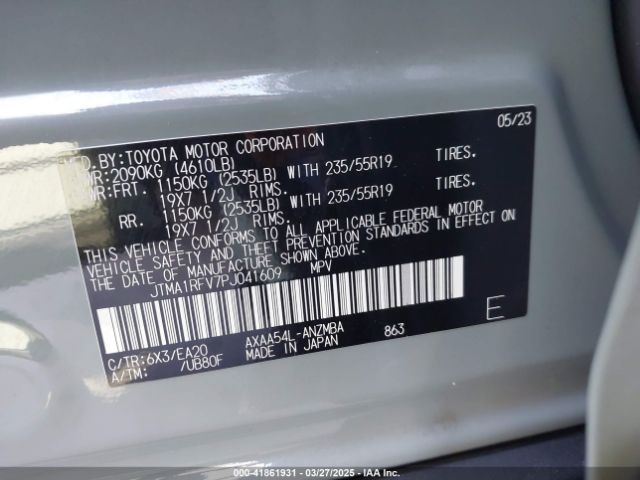 MFD.BY:TOYOTA MOTOR CORPORATION 05/23
2090KG (4610LB)
FRT. 1150KG (2535LB) WITH 235/55R19 TIRES.
19X7 1/2J RIMS.
RR. 1150KG (2535LB) WITH 235/55R19 TIRES.
19X7 1/2J RIMS.
THIS VEHICLE CONFORMS TO ALL APPLICABLE FEDERAL MOTOR
VEHICLE SAFETY AND THEFT PREVENTION STANDARDS IN EFFECT ON
THE DATE OF MANUFACTURE SHOWN ABOVE.
JTMA1RFV7PJ041609 MPV
E
C/TR:6X3/EA20 AXAA54L-ANZMBA 863
A/TM: /UB80F MADE IN JAPAN
00-41861931 - 03/27/2025 - IAA Inc.